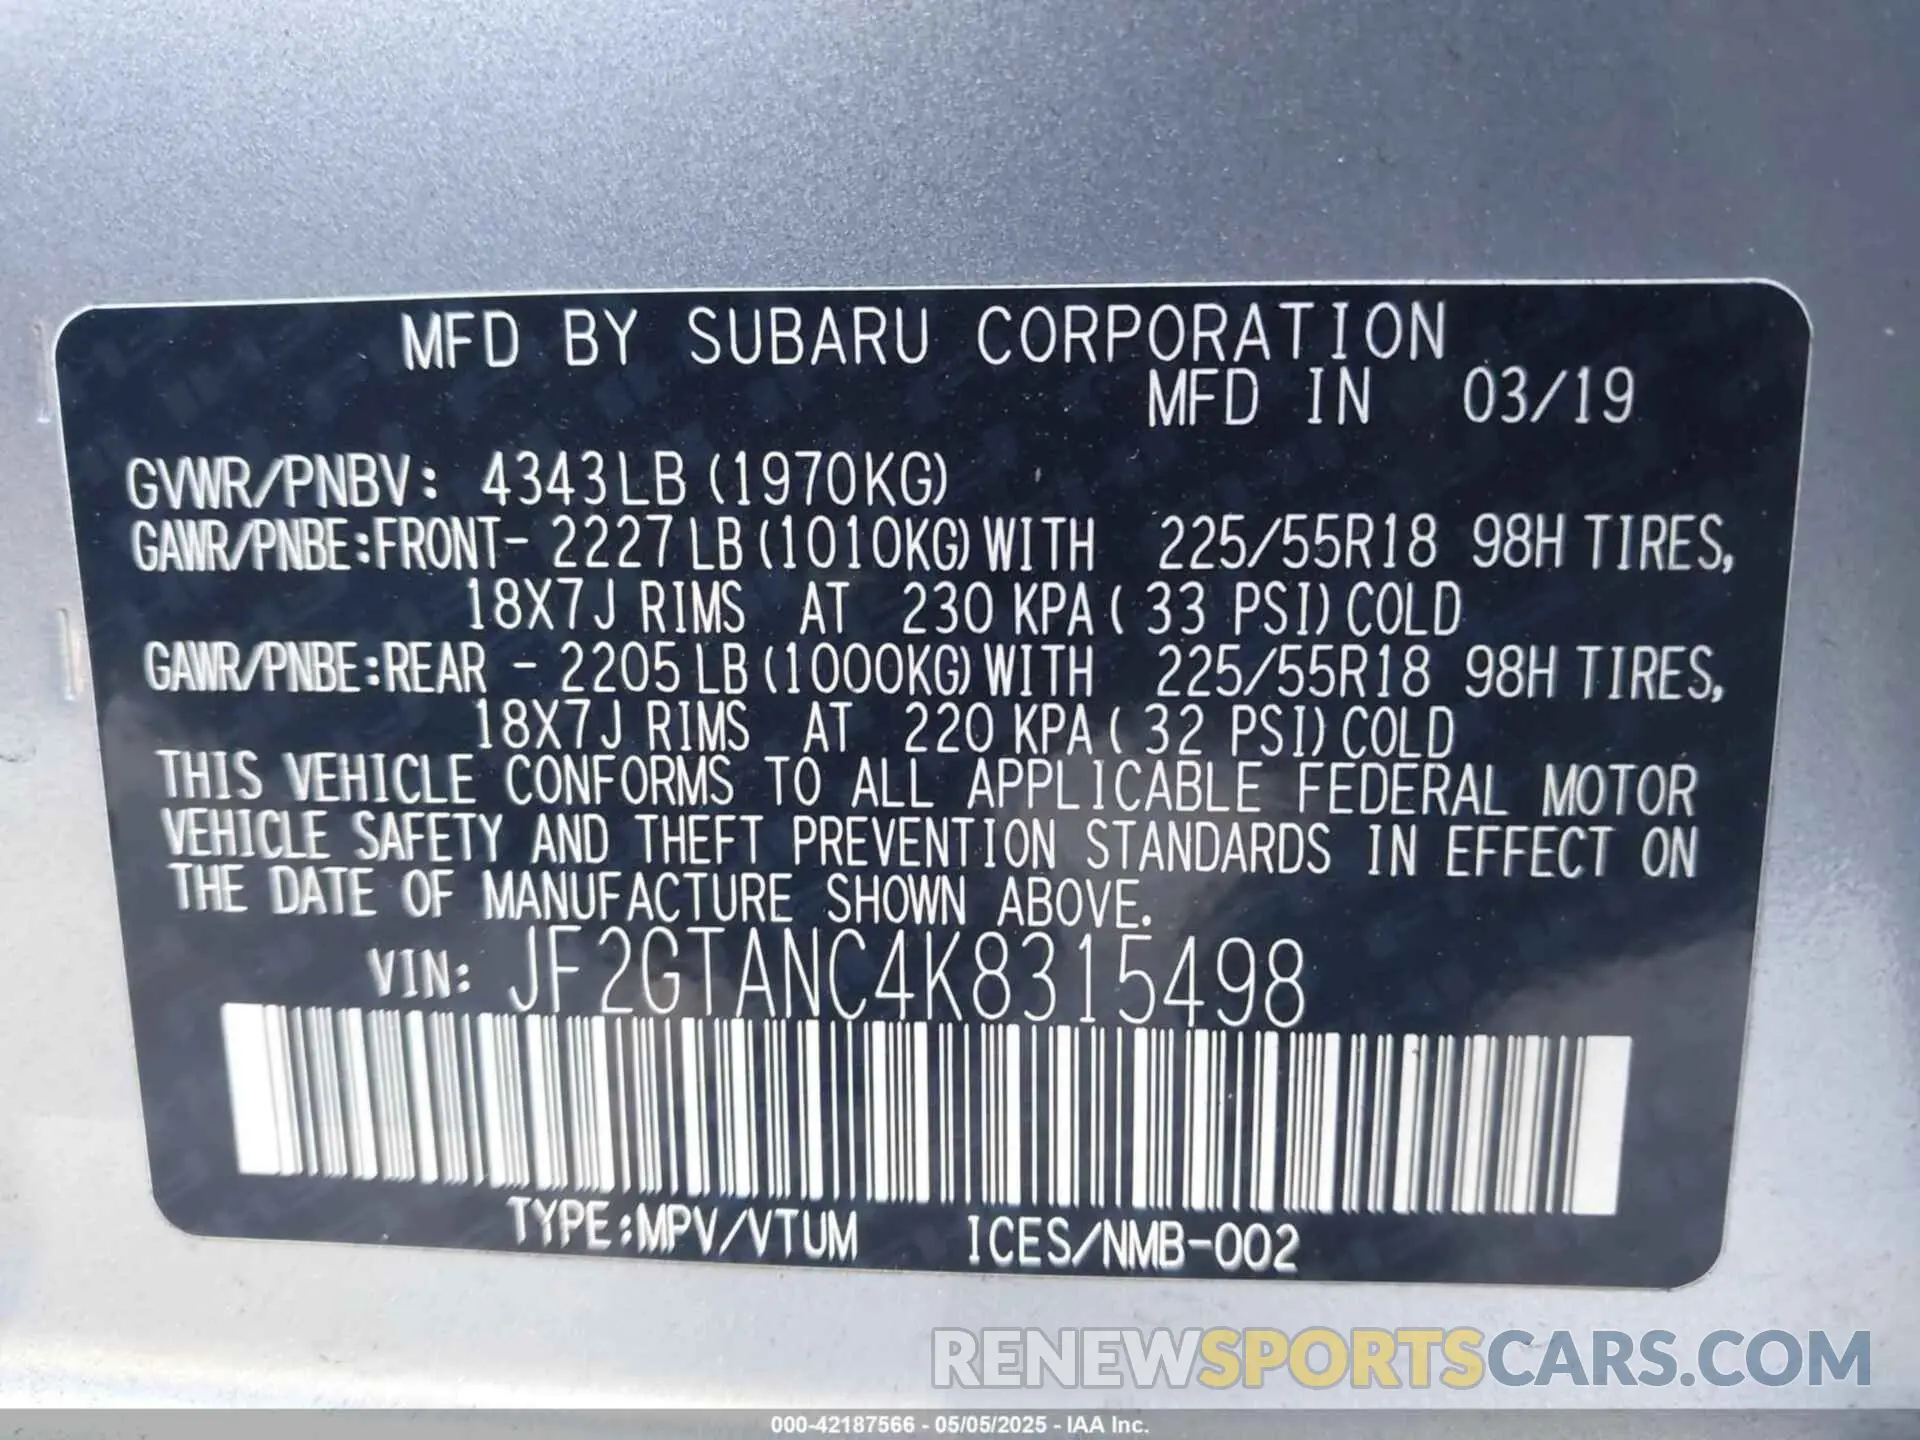 MFD BY SUBARU CORPORATION
MFD IN 03/19
GVWR/PNBV: 4343LB (1970KG)
GAWR/PNBE:FRONT- 2227LB (1010KG) WITH 225/55R18 98H TIRES,
18X7J RIMS AT 230 KPA ( 33 PSI) COLD
GAWR/PNBE:REAR - 2205LB (1000KG) WITH 225/55R18 98H TIRES,
18X7J RIMS AT 220 KPA ( 32 PSI) COLD
THIS VEHICLE CONFORMS TO ALL APPLICABLE FEDERAL MOTOR
VEHICLE SAFETY AND THEFT PREVENTION STANDARDS IN EFFECT ON
THE DATE OF MANUFACTURE SHOWN ABOVE.
VIN: JF2GTANC4K8315498
TYPE:MPV/VTUM ICES/NMB-002
RENEWSPORTSCARS.COM
000-42187566 - 05/05/2025 - IAA Inc.